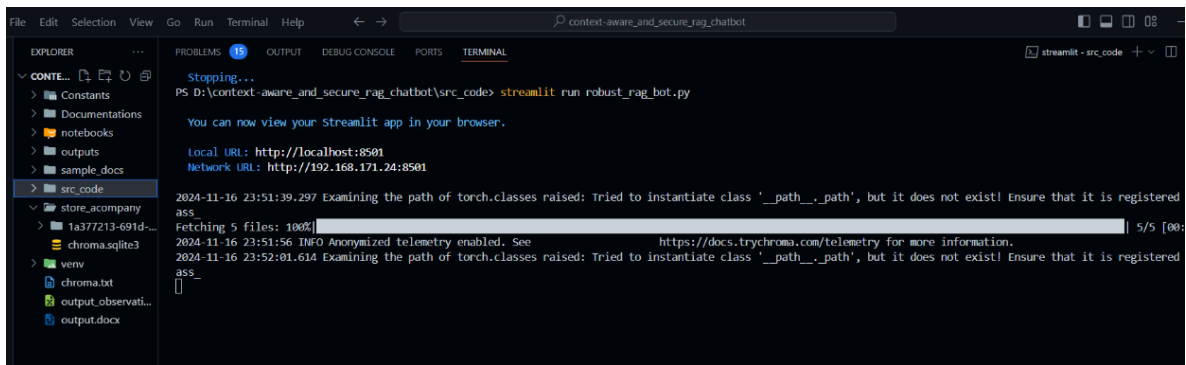 File Edit Selection View Go Run Terminal Help
context-aware_and_secure_rag_chatbot
EXPLORER
PROBLEMS 15 OUTPUT DEBUG CONSOLE PORTS TERMINAL
streamlit - src_code
CONTE...
Constants
Documentations
notebooks
outputs
sample_docs
src_code
store_acompany
1a377213-691d-...
chroma.sqlite3
venv
chroma.txt
output_observati...
output.docx
Stopping...
PS D:\context-aware_and_secure_rag_chatbot\src_code> streamlit run robust_rag_bot.py
You can now view your Streamlit app in your browser.
Local URL: http://localhost:8501
Network URL: http://192.168.171.24:8501
2024-11-16 23:51:39.297 Examining the path of torch.classes raised: Tried to instantiate class '__path__._path', but it does not exist! Ensure that it is registered
ass_
Fetching 5 files: 100%| | 5/5 [00:
2024-11-16 23:51:56 INFO Anonymized telemetry enabled. See https://docs.trychroma.com/telemetry for more information.
2024-11-16 23:52:01.614 Examining the path of torch.classes raised: Tried to instantiate class '__path__._path', but it does not exist! Ensure that it is registered
ass_